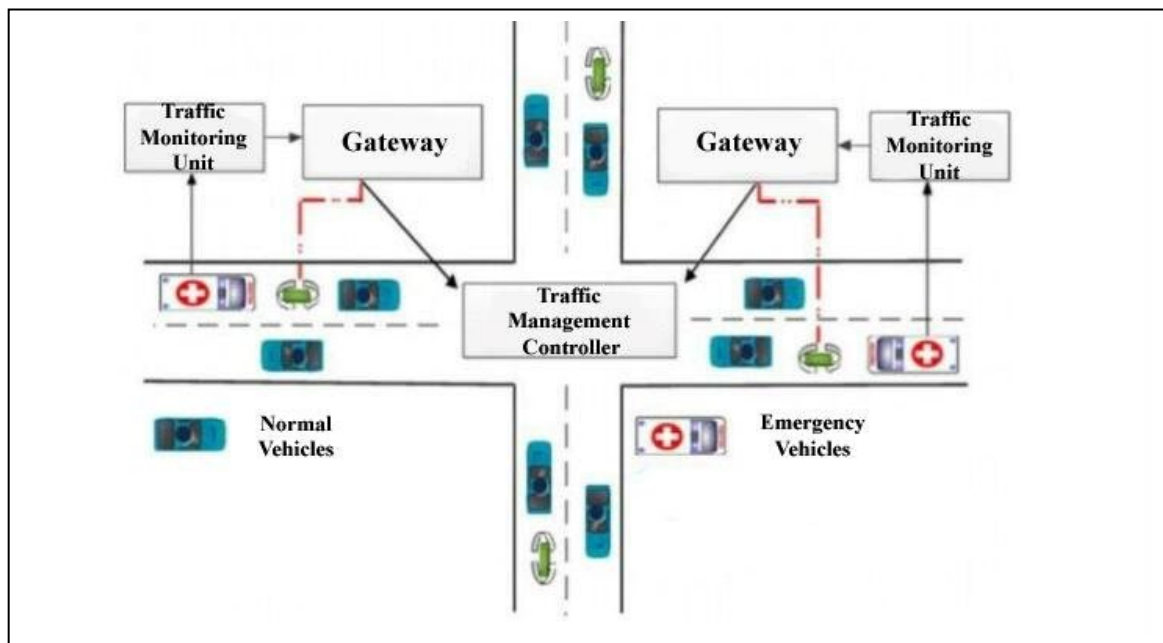 Traffic
Monitoring
Unit
Gateway
Gateway
Traffic
Monitoring
Unit
Traffic
Management
Controller
Normal
Vehicles
Emergency
Vehicles